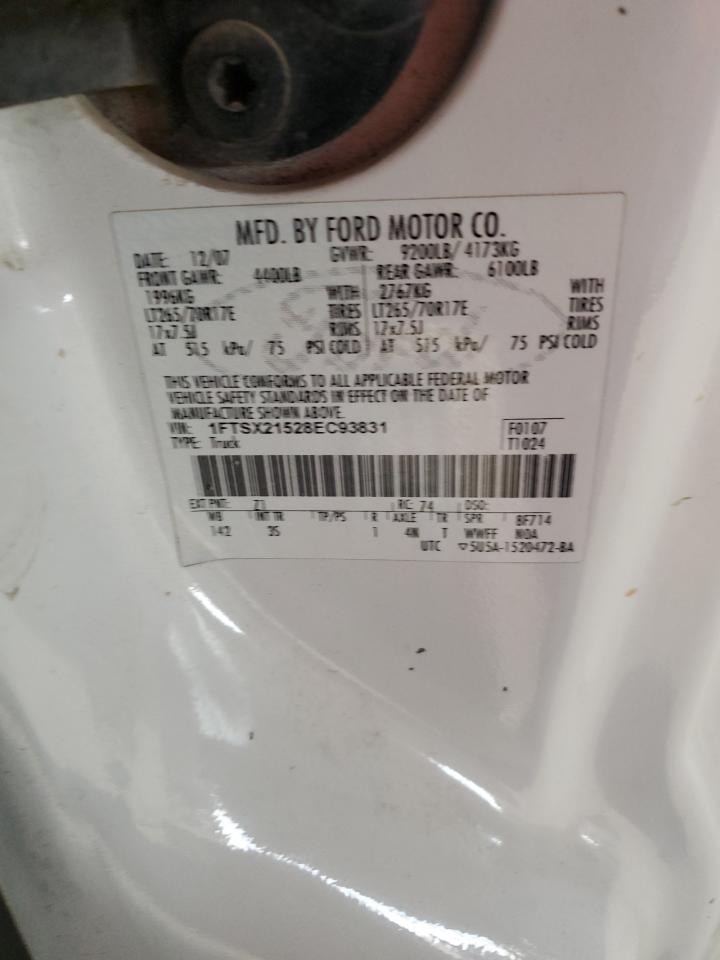 MFD. BY FORD MOTOR CO.
DATE: 12/07 GVWR: 9200LB/ 4173KG
FRONT GAWR: 4400LB REAR GAWR: 6100LB
1996KG WITH 2767KG WITH
LT265/70R17E TIRES LT265/70R17E TIRES
17x7.5J RIMS 17x7.5J RIMS
AT 515 kPa/ 75 PSI COLD AT 515 kPa/ 75 PSI COLD
THIS VEHICLE CONFORMS TO ALL APPLICABLE FEDERAL MOTOR
VEHICLE SAFETY STANDARDS IN EFFECT ON THE DATE OF
MANUFACTURE SHOWN ABOVE.
VIN: 1FTSX21528EC93831 F0107
TYPE: Truck T1024
EXT PNT: Z1 RC: 74 DSO:
WB INT TR TP/PS R AXLE TR SPR 8F714
142 3S 1 4N T WWFF NOA
UTC ▽5U5A-1520472-BA